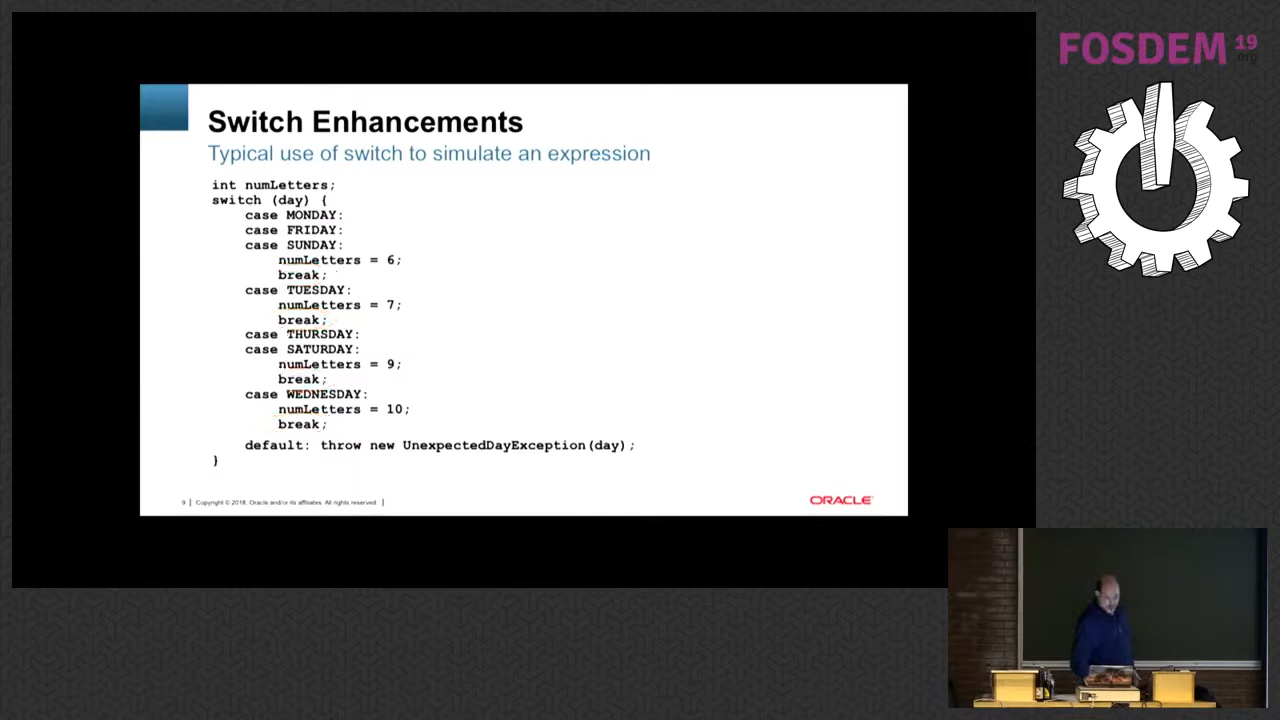 FOSDEM 19
.org
Switch Enhancements
Typical use of switch to simulate an expression
int numLetters;
switch (day) {
    case MONDAY:
    case FRIDAY:
    case SUNDAY:
        numLetters = 6;
        break;
    case TUESDAY:
        numLetters = 7;
        break;
    case THURSDAY:
    case SATURDAY:
        numLetters = 9;
        break;
    case WEDNESDAY:
        numLetters = 10;
        break;
    default: throw new UnexpectedDayException(day);
}
9 | Copyright © 2018, Oracle and/or its affiliates. All rights reserved. |
ORACLE